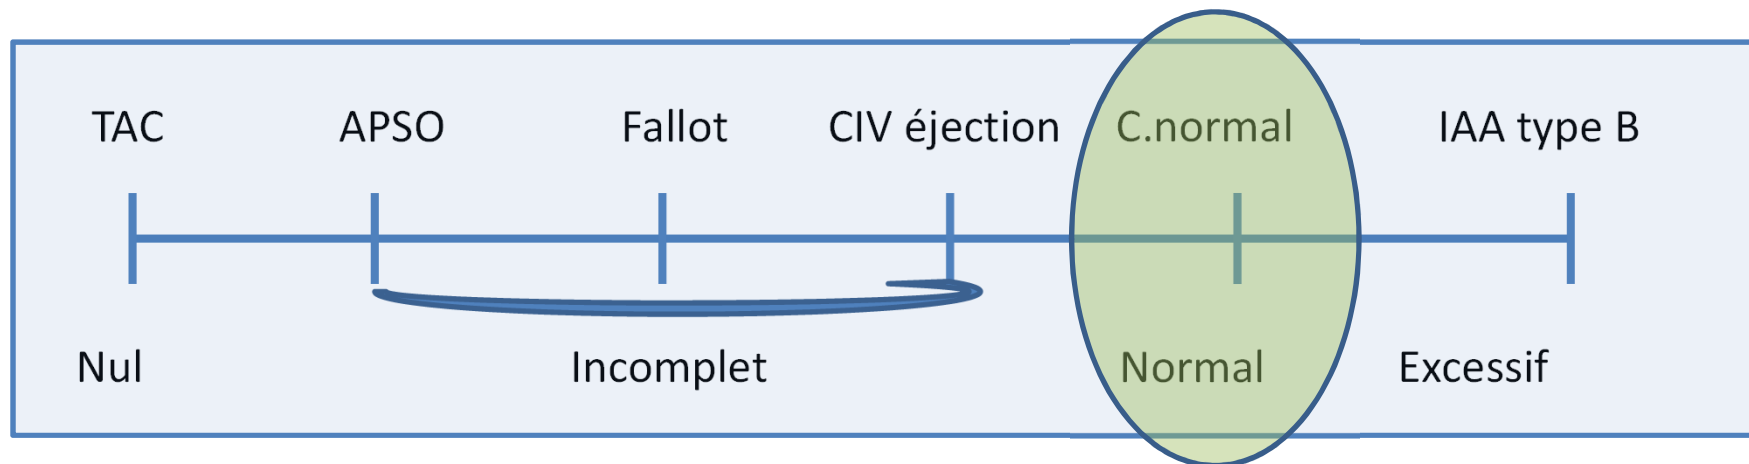 TAC APSO Fallot CIV éjection C.normal IAA type B
Nul Incomplet Normal Excessif